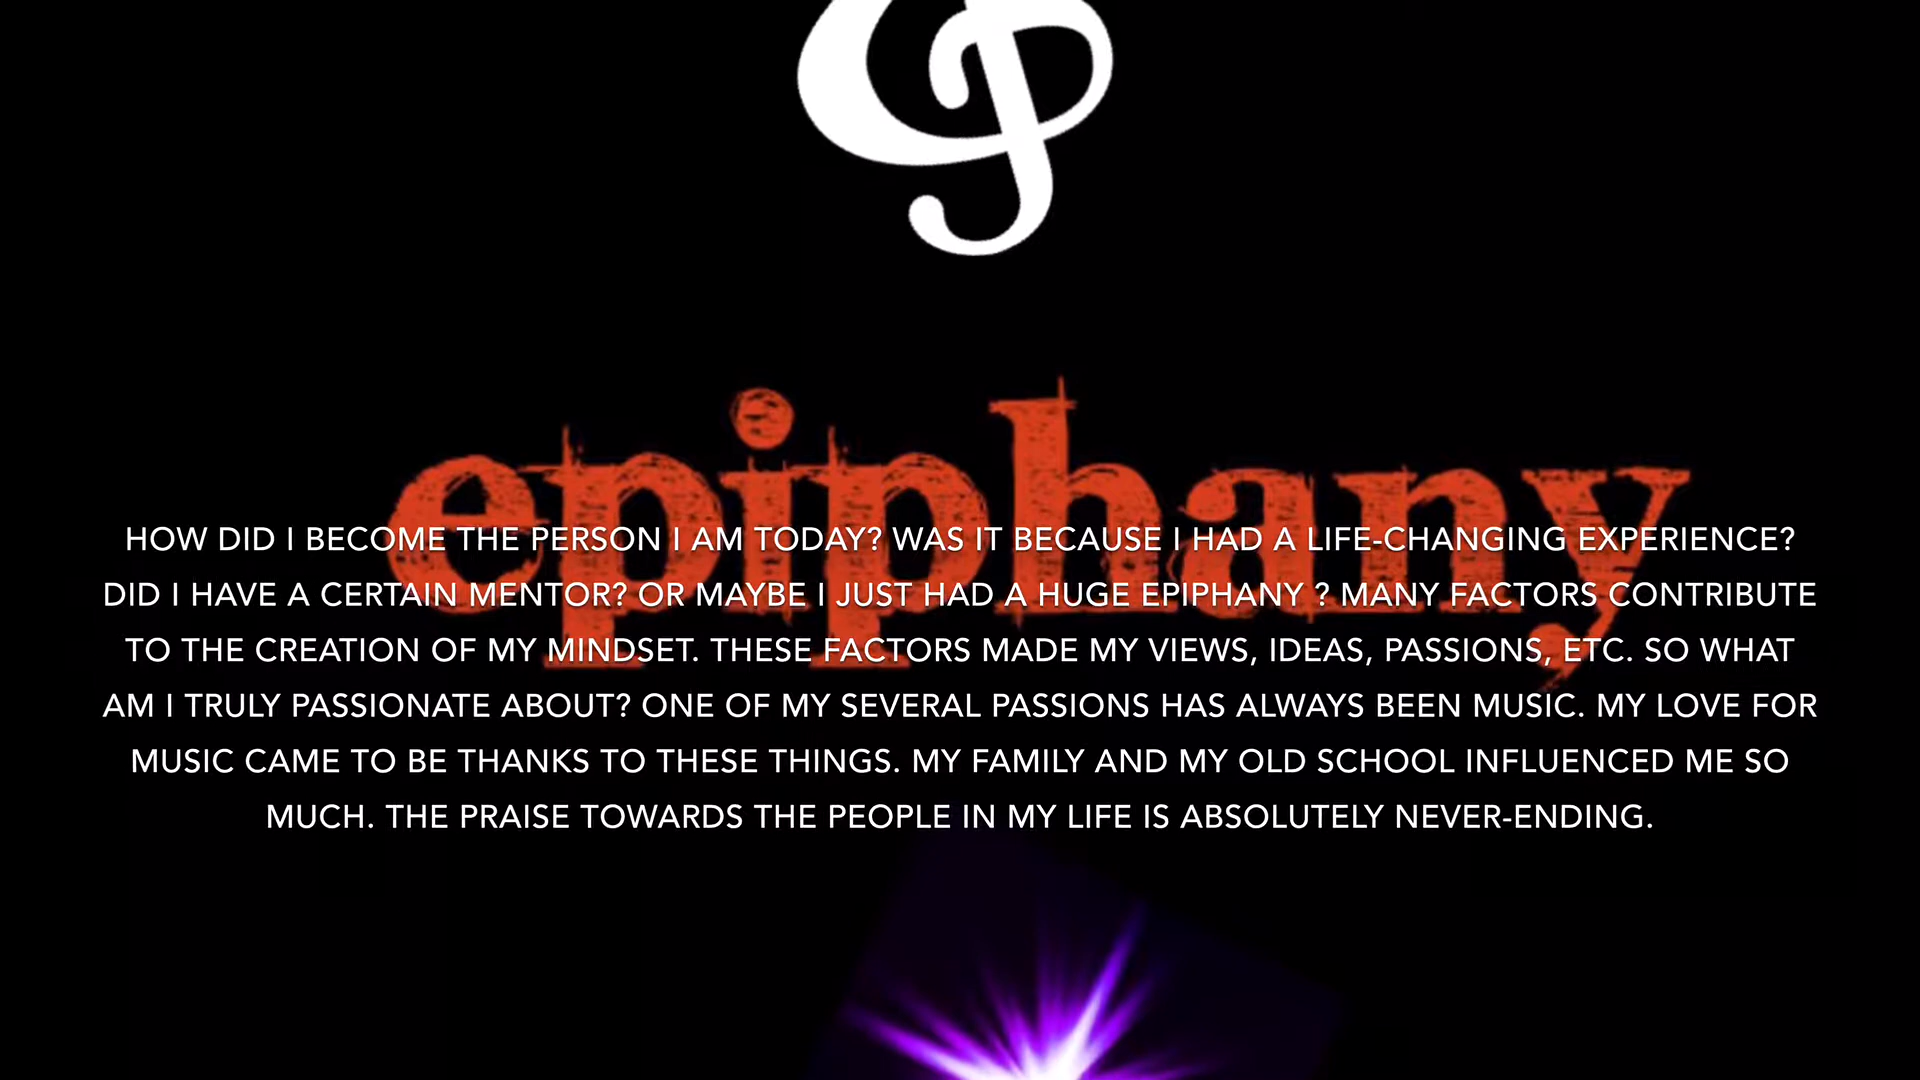 epiphany
HOW DID I BECOME THE PERSON I AM TODAY? WAS IT BECAUSE I HAD A LIFE-CHANGING EXPERIENCE?
DID I HAVE A CERTAIN MENTOR? OR MAYBE I JUST HAD A HUGE EPIPHANY ? MANY FACTORS CONTRIBUTE
TO THE CREATION OF MY MINDSET. THESE FACTORS MADE MY VIEWS, IDEAS, PASSIONS, ETC. SO WHAT
AM I TRULY PASSIONATE ABOUT? ONE OF MY SEVERAL PASSIONS HAS ALWAYS BEEN MUSIC. MY LOVE FOR
MUSIC CAME TO BE THANKS TO THESE THINGS. MY FAMILY AND MY OLD SCHOOL INFLUENCED ME SO
MUCH. THE PRAISE TOWARDS THE PEOPLE IN MY LIFE IS ABSOLUTELY NEVER-ENDING.